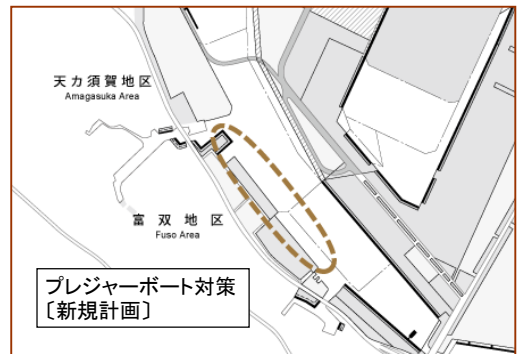 天カ須賀地区
Amagasuka Area
富双地区
Fuso Area
プレジャーボート対策
〔新規計画〕